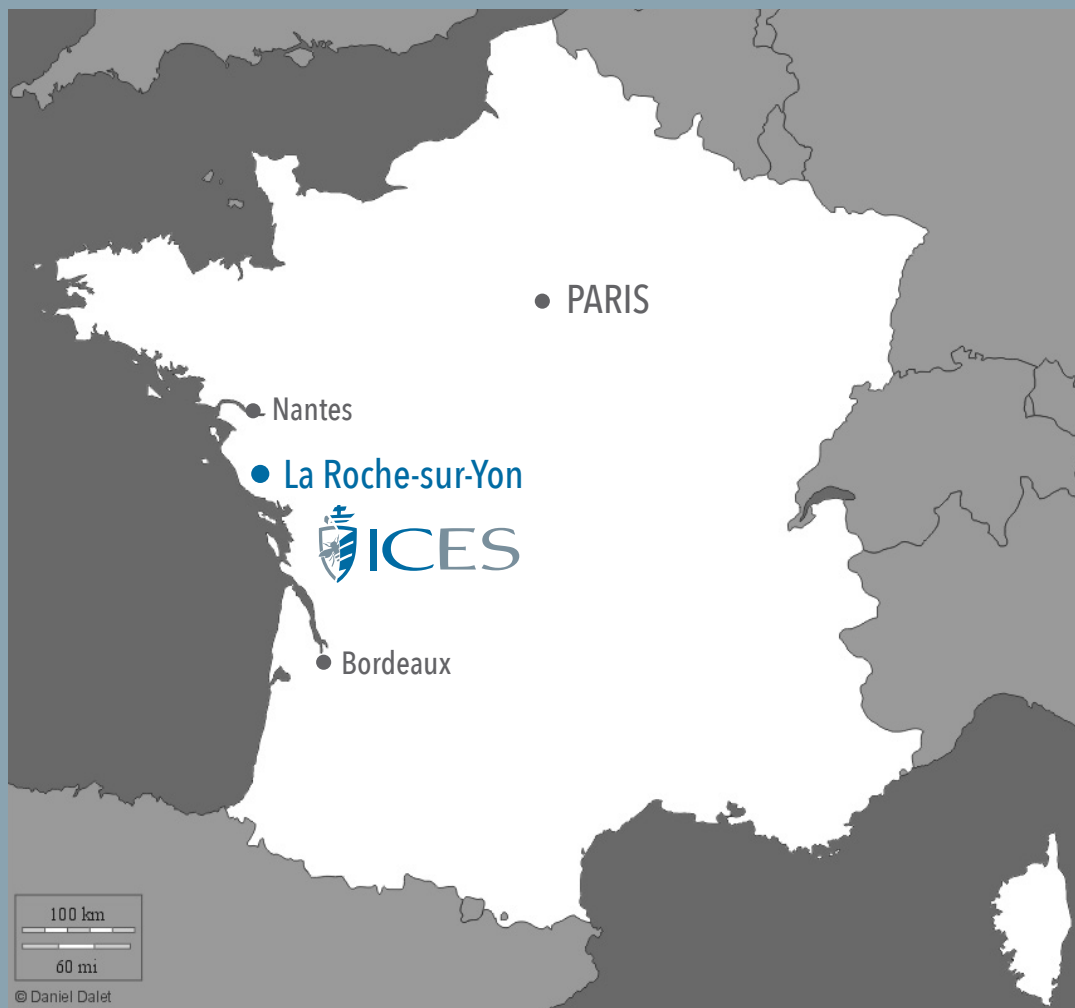 PARIS
Nantes
La Roche-sur-Yon
ICES
Bordeaux
100 km
60 mi
© Daniel Dalet